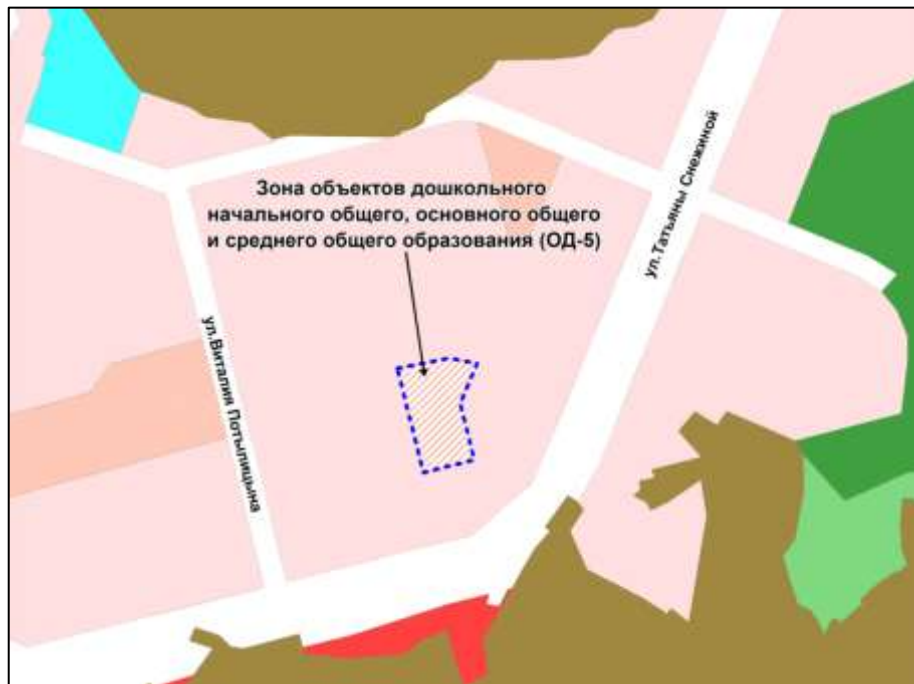 Зона объектов дошкольного
начального общего, основного общего
и среднего общего образования (ОД-5)
ул.Татьяны Снежиной
ул.Виталия Потылицына